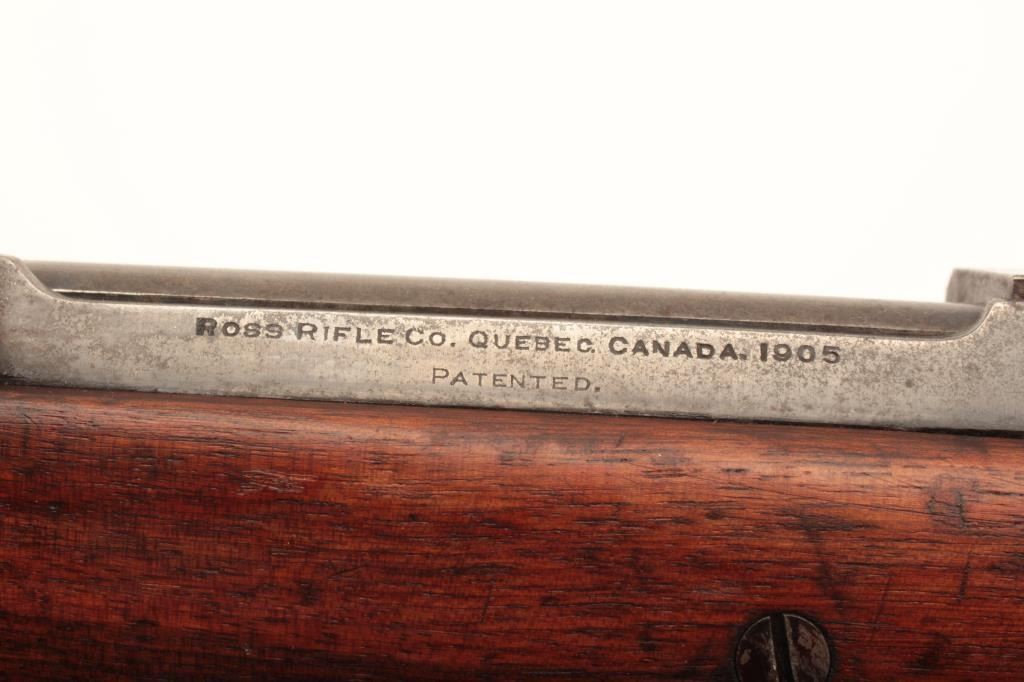 ROSS RIFLE CO. QUEBEC. CANADA. 1905
PATENTED.